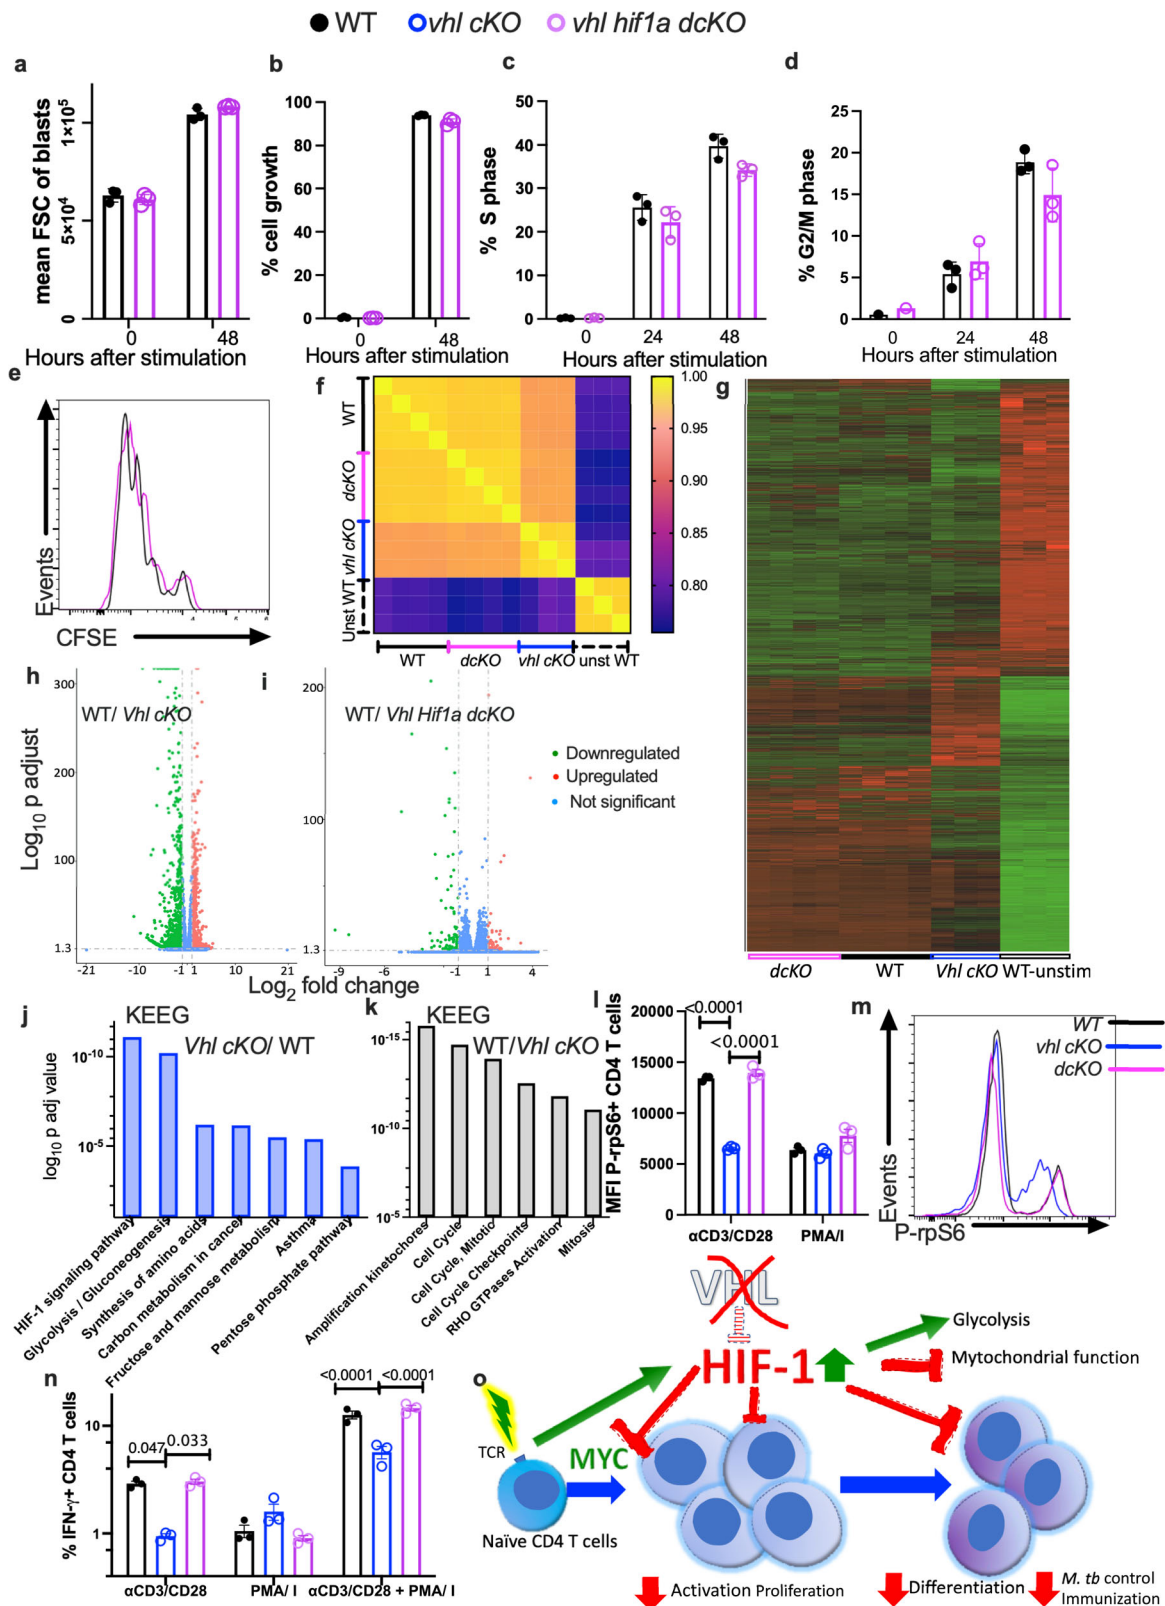 WT vhl cKO vhl hif1a dcKO
a
mean FSC of blasts
1×10⁵
5×10⁴
0
0 48
Hours after stimulation
b
% cell growth
100
80
60
40
20
0
0 48
Hours after stimulation
c
% S phase
50
40
30
20
10
0
0 24 48
Hours after stimulation
d
% G2/M phase
25
20
15
10
5
0
0 24 48
Hours after stimulation
e
Events
CFSE
f
WT
dcKO
vhl cKO
Unst WT
WT dcKO vhl cKO unst WT
1.00
0.95
0.90
0.85
0.80
g
dcKO WT Vhl cKO WT-unstim
h
WT/ Vhl cKO
Log₁₀ p adjust
300
200
100
1.3
-21 -10 -1 1 10 21
i
WT/ Vhl Hif1a dcKO
200
100
1.3
-9 -6 -1 1 4
Log₂ fold change
Downregulated
Upregulated
Not significant
j
KEEG
Vhl cKO/ WT
log₁₀ p adj value
10⁻¹⁰
10⁻⁵
HIF-1 signaling pathway
Glycolysis / Gluconeogenesis
Synthesis of amino acids
Carbon metabolism in cancer
Fructose and mannose metabolism
Asthma
Pentose phosphate pathway
k
KEEG
WT/Vhl cKO
10⁻¹⁵
10⁻¹⁰
10⁻⁵
Amplification kinetochores
Cell Cycle
Cell Cycle, Mitotic
Cell Cycle Checkpoints
RHO GTPases Activation
Mitosis
l
MFI P-rpS6+ CD4 T cells
20000
15000
10000
5000
0
<0.0001
<0.0001
αCD3/CD28 PMA/I
m
WT
vhl cKO
dcKO
Events
P-rpS6
n
% IFN-γ+ CD4 T cells
10
1
0.047 0.033
<0.0001 <0.0001
αCD3/CD28 PMA/ I αCD3/CD28 + PMA/ I
o
VHL
HIF-1
Glycolysis
Mytochondrial function
TCR
MYC
Naïve CD4 T cells
Activation Proliferation
Differentiation
M. tb control
Immunization